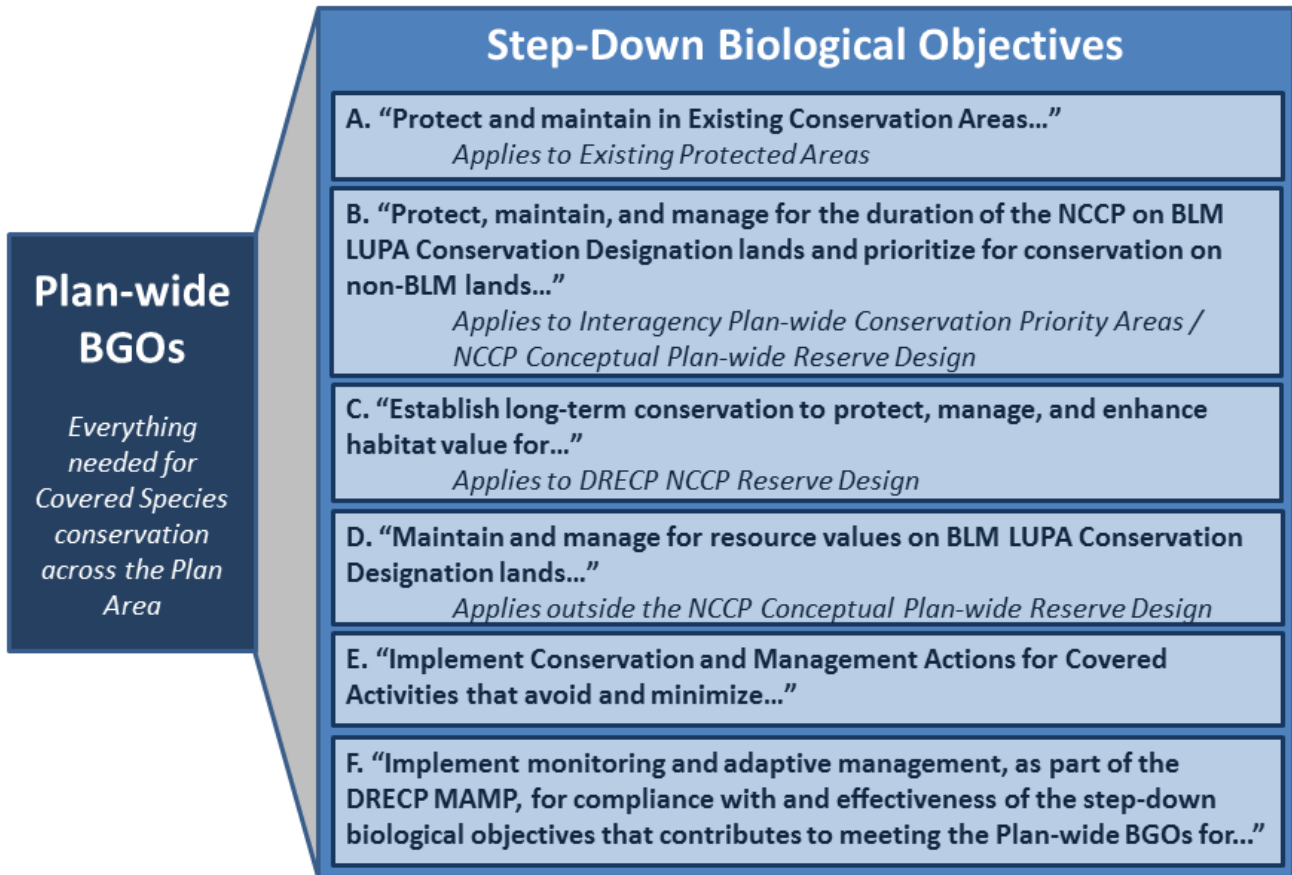 Step-Down Biological Objectives
A. “Protect and maintain in Existing Conservation Areas…”
Applies to Existing Protected Areas
B. “Protect, maintain, and manage for the duration of the NCCP on BLM
LUPA Conservation Designation lands and prioritize for conservation on
non-BLM lands…”
Applies to Interagency Plan-wide Conservation Priority Areas /
NCCP Conceptual Plan-wide Reserve Design
C. “Establish long-term conservation to protect, manage, and enhance
habitat value for…”
Applies to DRECP NCCP Reserve Design
D. “Maintain and manage for resource values on BLM LUPA Conservation
Designation lands…”
Applies outside the NCCP Conceptual Plan-wide Reserve Design
E. “Implement Conservation and Management Actions for Covered
Activities that avoid and minimize…”
F. “Implement monitoring and adaptive management, as part of the
DRECP MAMP, for compliance with and effectiveness of the step-down
biological objectives that contributes to meeting the Plan-wide BGOs for...”
Plan-wide
BGOs
Everything
needed for
Covered Species
conservation
across the Plan
Area